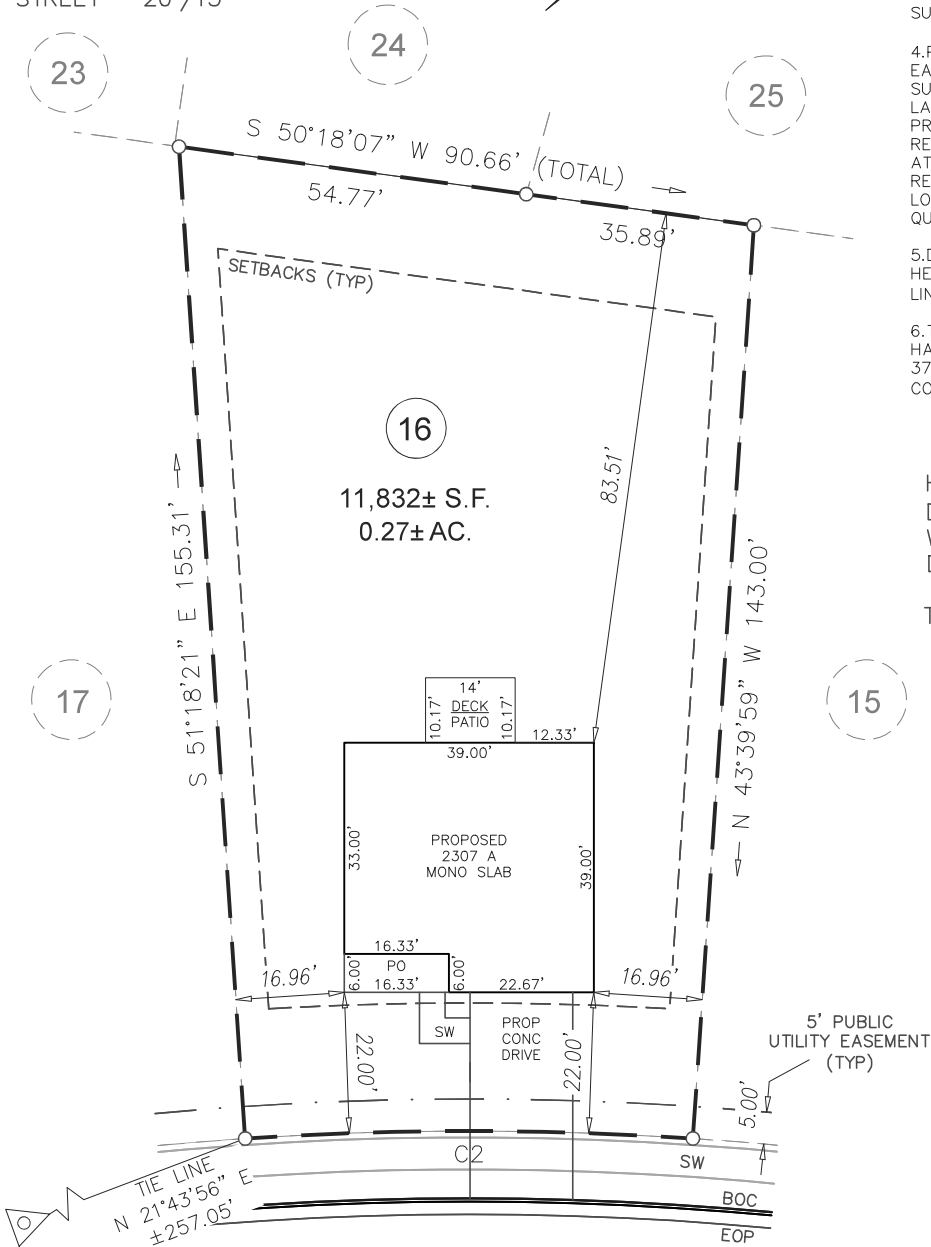 STREET 20'/15'
SU
4.P
EA
SU
LA
PR
RE
AT
RE
LO
QU
5.D
HE
LIN
6.T
HA
37
CO
23
24
25
S 50°18'07" W 90.66' (TOTAL)
54.77'
35.89'
SETBACKS (TYP)
16
11,832± S.F.
0.27± AC.
83.51'
S 51°18'21" E 155.31'
N 43°39'59" W 143.00'
17
15
14'
DECK
PATIO
10.17'
10.17'
12.33'
39.00'
33.00'
PROPOSED
2307 A
MONO SLAB
39.00'
16.33'
PO
16.33'
6.00'
6.00'
22.67'
16.96'
16.96'
SW
PROP
CONC
DRIVE
22.00'
22.00'
5' PUBLIC
UTILITY EASEMENT
(TYP)
5.00'
C2
SW
BOC
EOP
TIE LINE
N 21°43'56" E
±257.05'